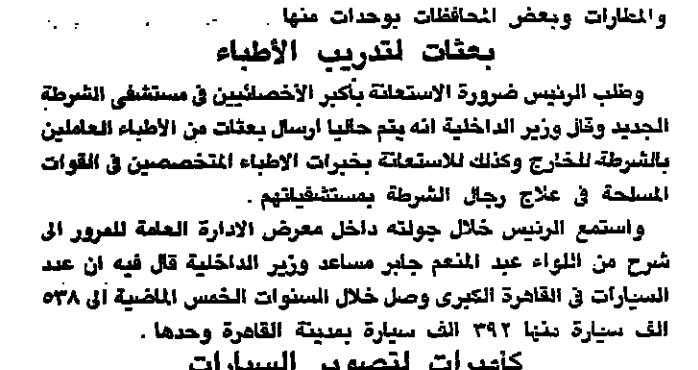 والمطارات وبعض المحافظات بوحدات منها
بعثات لتدريب الأطباء
وطلب الرئيس ضرورة الاستعانة بأكبر الأخصائيين في مستشفى الشرطة
الجديد وقال وزير الداخلية انه يتم حاليا ارسال بعثات من الأطباء العاملين
بالشرطة للخارج وكذلك للاستعانة بخبرات الاطباء المتخصصين في القوات
المسلحة في علاج رجال الشرطة بمستشفياتهم .
واستمع الرئيس خلال جولته داخل معرض الادارة العامة للمرور الى
شرح من اللواء عبد المنعم جابر مساعد وزير الداخلية قال فيه ان عدد
السيارات في القاهرة الكبرى وصل خلال السنوات الخمس الماضية الى ٥٣٨
الف سيارة منها ٣٩٢ الف سيارة بمدينة القاهرة وحدها .
كاميرات لتصوير السيارات